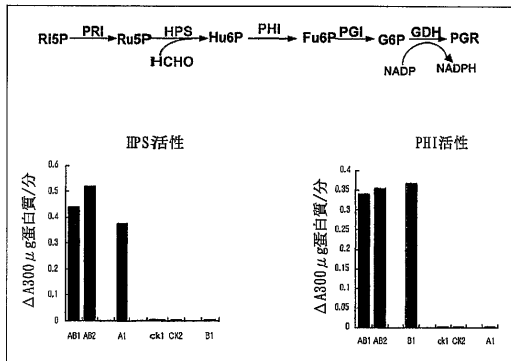 PRI HPS PHI PGI GDH
Ri5P Ru5P Hu6P Fu6P G6P PGR
HCHO NADP NADPH
HPS活性
ΔA300μg蛋白質/分
0.6
0.5
0.4
0.3
0.2
0.1
0
AB1 AB2 A1 ck1 CK2 B1
PHI活性
ΔA300μg蛋白質/分
0.4
0.35
0.3
0.25
0.2
0.15
0.1
0.05
0
AB1 AB2 B1 ck1 CK2 A1